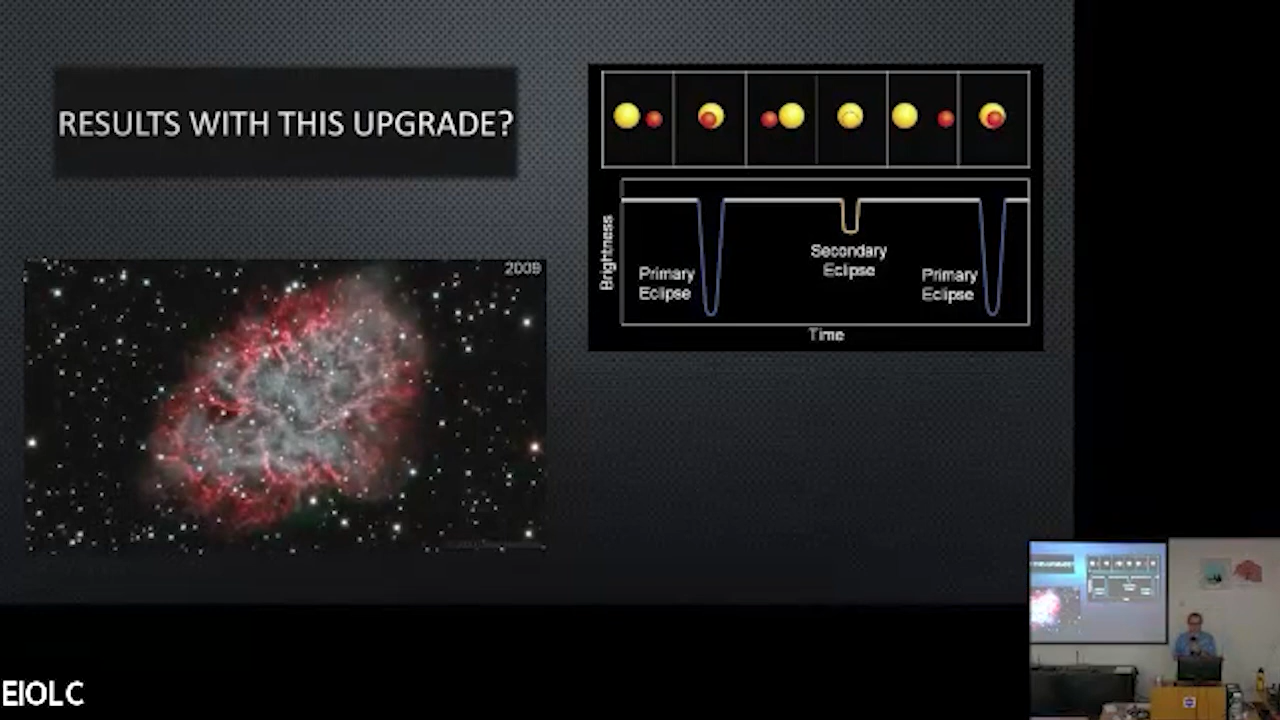 RESULTS WITH THIS UPGRADE?
2009
Brightness
Primary
Eclipse
Secondary
Eclipse
Primary
Eclipse
Time
EIOLC